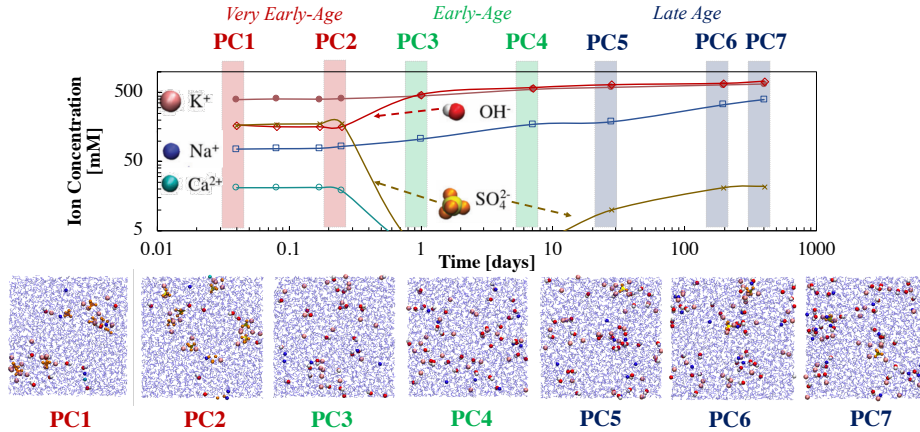 Very Early-Age Early-Age Late Age
PC1 PC2 PC3 PC4 PC5 PC6 PC7
Ion Concentration
[mM]
500
50
5
K⁺
OH⁻
Na⁺
Ca²⁺
SO₄²⁻
0.01 0.1 1 10 100 1000
Time [days]
PC1 PC2 PC3 PC4 PC5 PC6 PC7